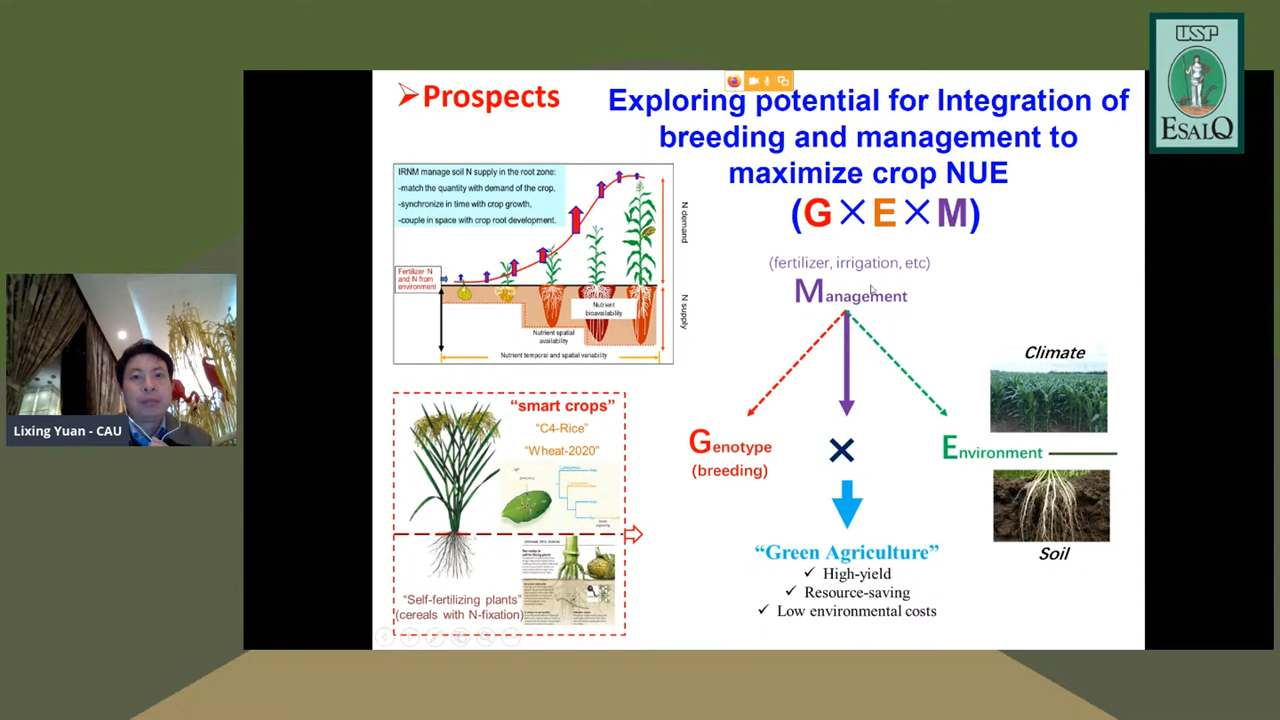 USP
ESALQ
➢Prospects
Exploring potential for Integration of
breeding and management to
maximize crop NUE
(G×E×M)
IRNM manage soil N supply in the root zone:
-match the quantity with demand of the crop,
-synchronize in time with crop growth,
-couple in space with crop root development.
N demand
Fertilizer N
and N from
environment
N supply
Nutrient
bioavailability
Nutrient spatial
availability
Nutrient temporal and spatial variability
(fertilizer, irrigation, etc)
Management
Climate
Genotype
(breeding)
×
Environment
Soil
"smart crops"
"C4-Rice"
"Wheat-2020"
"Self-fertilizing plants"
(cereals with N-fixation)
"Green Agriculture"
✓ High-yield
✓ Resource-saving
✓ Low environmental costs
Lixing Yuan - CAU